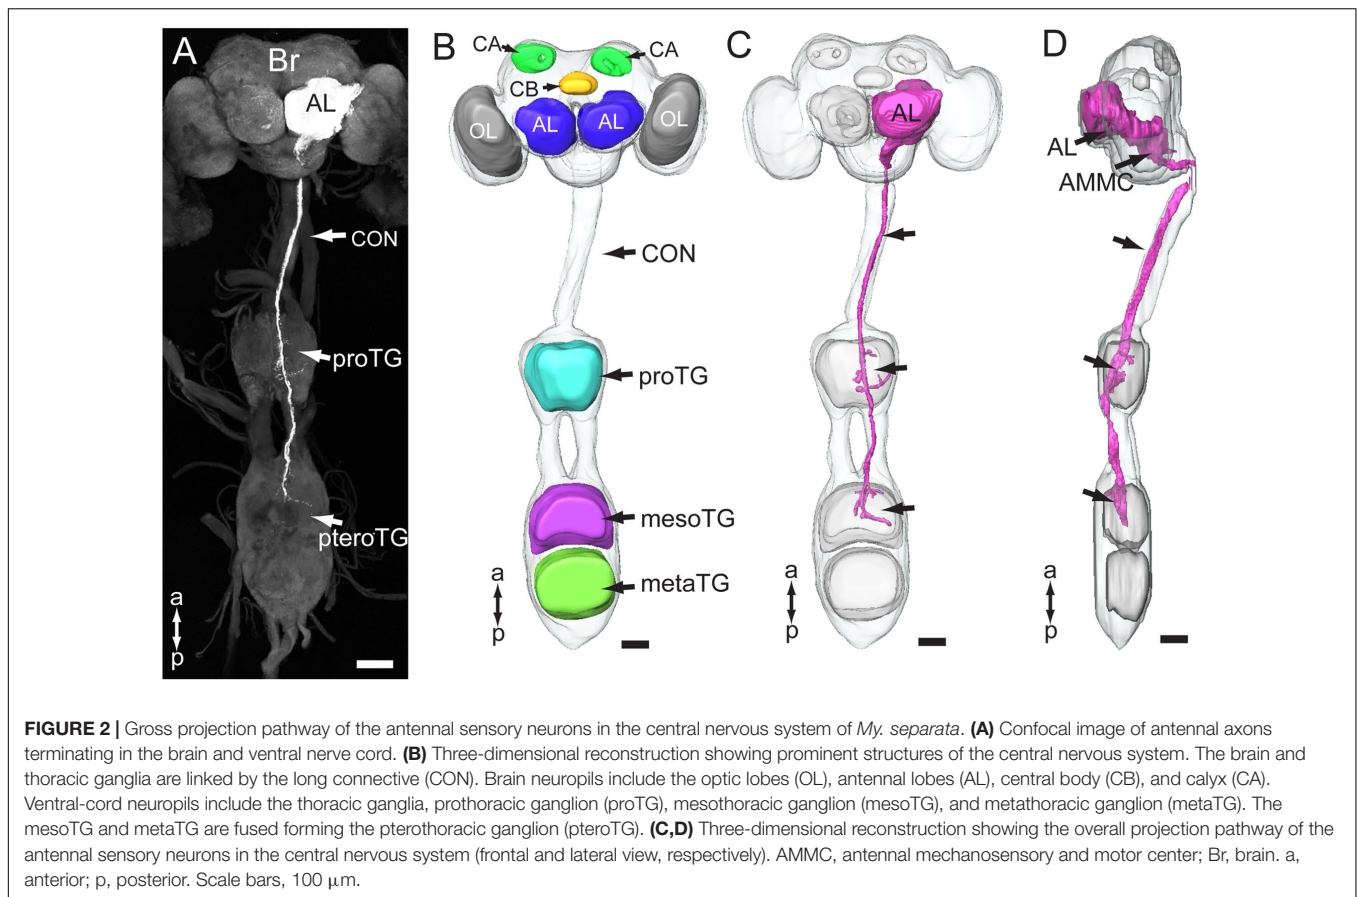 A
Br
AL
CON
proTG
pteroTG
a
p
B
CA
CA
CB
OL
AL
AL
OL
CON
proTG
mesoTG
metaTG
a
p
C
AL
a
p
D
AL
AMMC
a
p
FIGURE 2 | Gross projection pathway of the antennal sensory neurons in the central nervous system of My. separata. (A) Confocal image of antennal axons
terminating in the brain and ventral nerve cord. (B) Three-dimensional reconstruction showing prominent structures of the central nervous system. The brain and
thoracic ganglia are linked by the long connective (CON). Brain neuropils include the optic lobes (OL), antennal lobes (AL), central body (CB), and calyx (CA).
Ventral-cord neuropils include the thoracic ganglia, prothoracic ganglion (proTG), mesothoracic ganglion (mesoTG), and metathoracic ganglion (metaTG). The
mesoTG and metaTG are fused forming the pterothoracic ganglion (pteroTG). (C,D) Three-dimensional reconstruction showing the overall projection pathway of the
antennal sensory neurons in the central nervous system (frontal and lateral view, respectively). AMMC, antennal mechanosensory and motor center; Br, brain. a,
anterior; p, posterior. Scale bars, 100 μm.